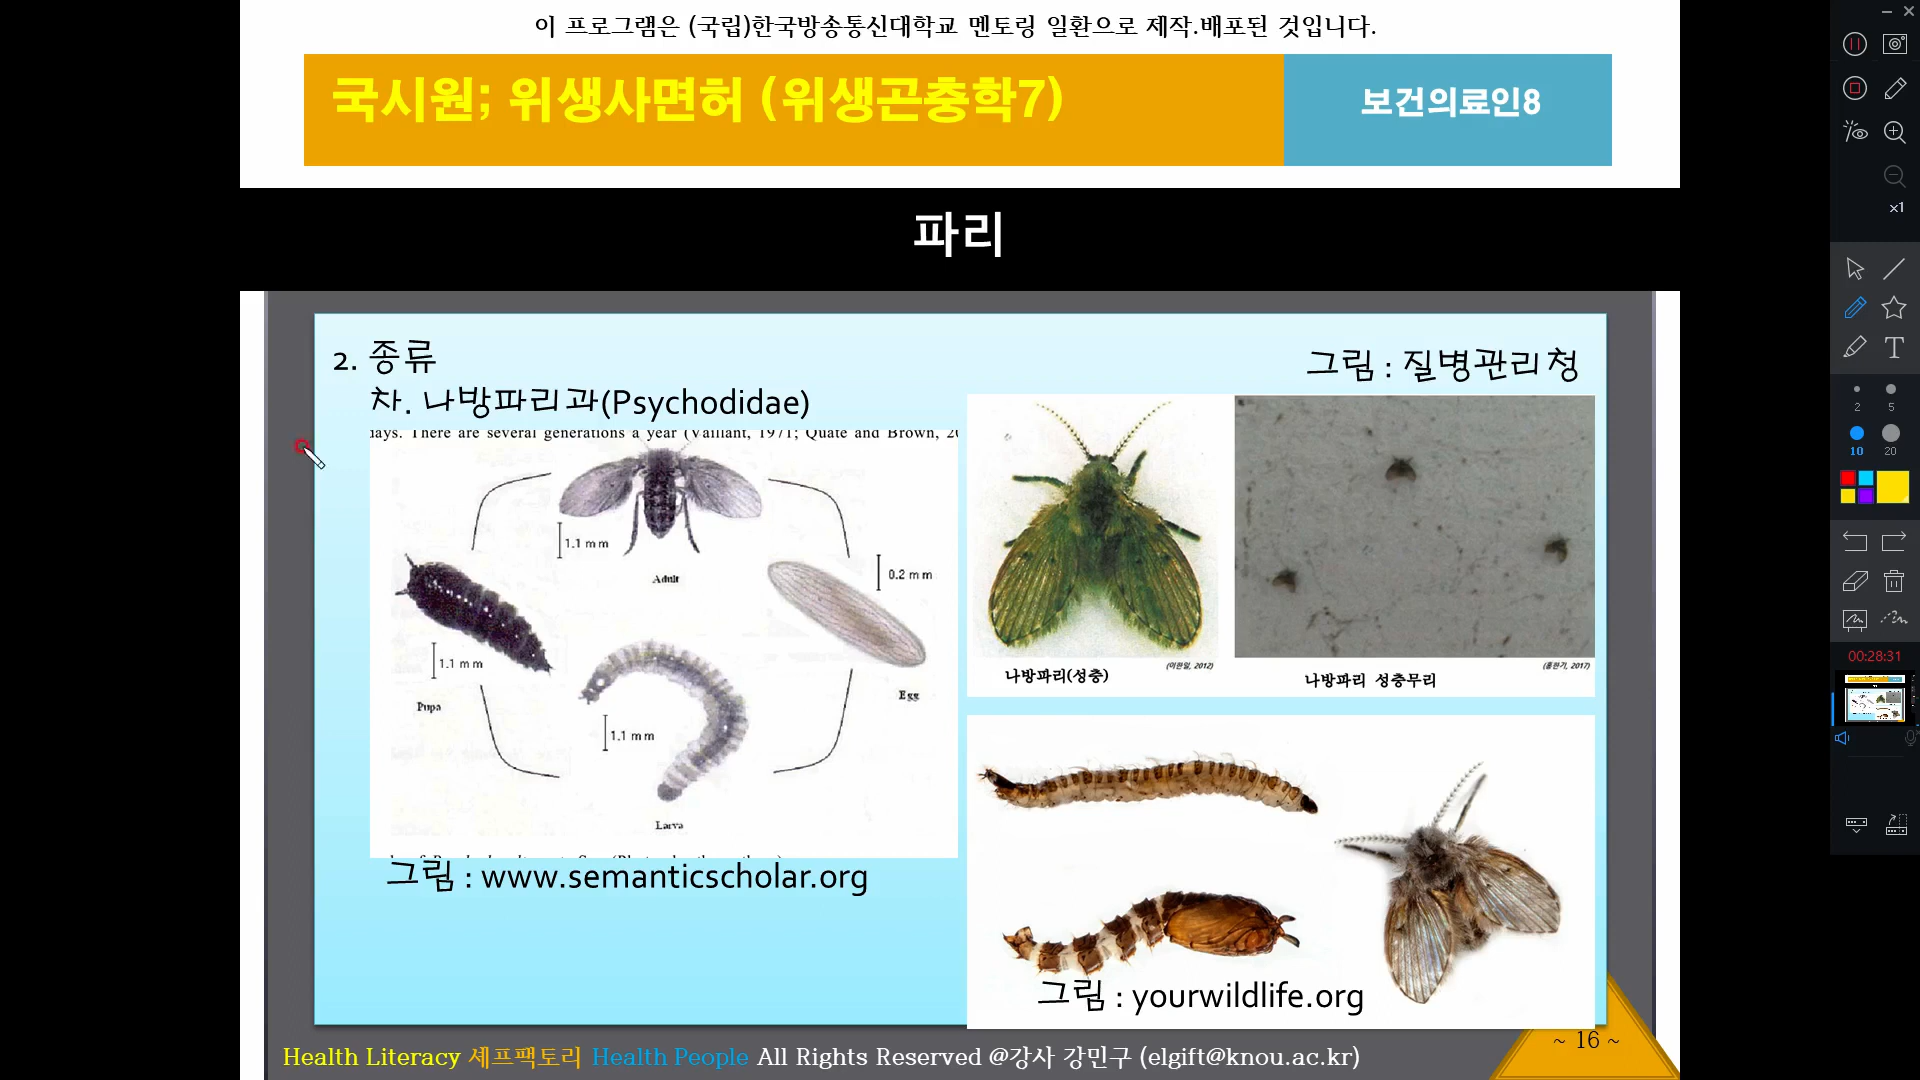 이 프로그램은 (국립)한국방송통신대학교 멘토링 일환으로 제작.배포된 것입니다.
국시원; 위생사면허 (위생곤충학7)
보건의료인8
파리
2. 종류
그림 : 질병관리청
차. 나방파리과(Psychodidae)
days. There are several generations a year (Vaillant, 1971; Quate and Brown, 20
1.1 mm
Adult
0.2 mm
1.1 mm
Pupa
Egg
1.1 mm
Larva
그림 : www.semanticscholar.org
(이한일, 2012)
나방파리(성충)
(홍한기, 2017)
나방파리 성충무리
그림 : yourwildlife.org
Health Literacy 셰프팩토리 Health People All Rights Reserved @강사 강민구 (elgift@knou.ac.kr)
~ 16 ~
x1
T
2
5
10
20
00:28:31